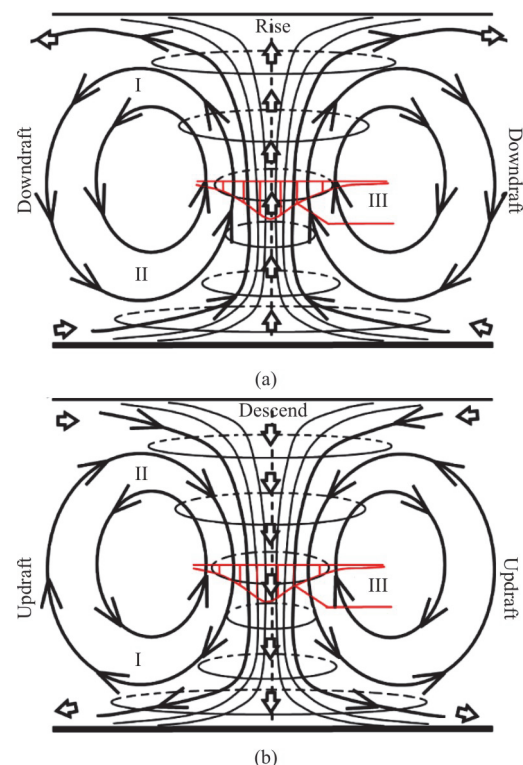 Rise
I
Downdraft
Downdraft
III
II
(a)
Descend
II
Updraft
Updraft
III
I
(b)